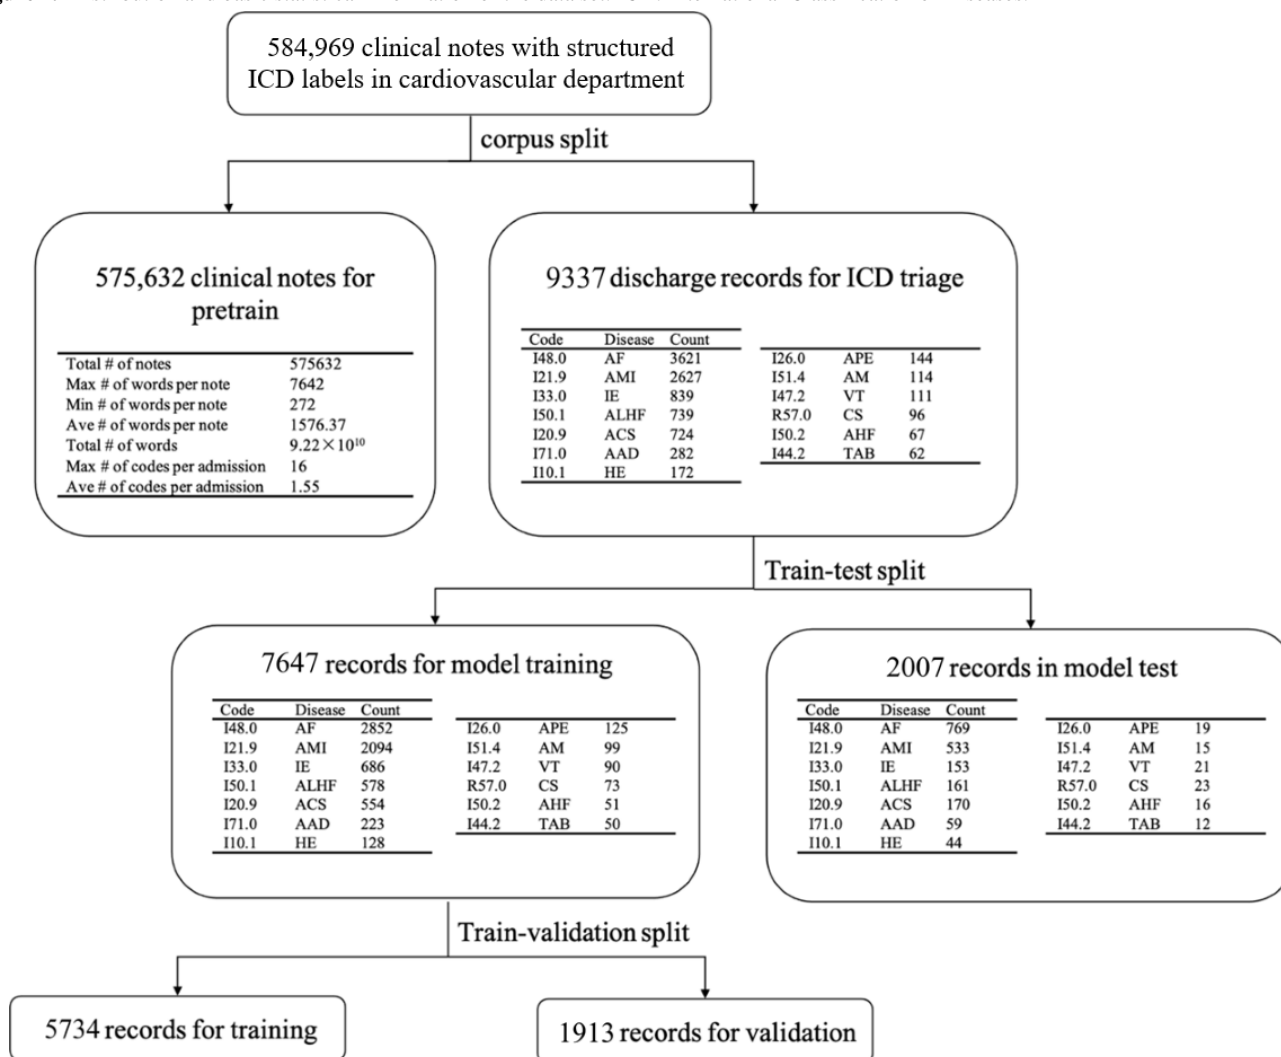 584,969 clinical notes with structured
ICD labels in cardiovascular department
corpus split
575,632 clinical notes for
pretrain
Total # of notes 575632
Max # of words per note 7642
Min # of words per note 272
Ave # of words per note 1576.37
Total # of words 9.22×10¹⁰
Max # of codes per admission 16
Ave # of codes per admission 1.55
9337 discharge records for ICD triage
Code Disease Count
I48.0 AF 3621
I21.9 AMI 2627
I33.0 IE 839
I50.1 ALHF 739
I20.9 ACS 724
I71.0 AAD 282
I10.1 HE 172
I26.0 APE 144
I51.4 AM 114
I47.2 VT 111
R57.0 CS 96
I50.2 AHF 67
I44.2 TAB 62
Train-test split
7647 records for model training
Code Disease Count
I48.0 AF 2852
I21.9 AMI 2094
I33.0 IE 686
I50.1 ALHF 578
I20.9 ACS 554
I71.0 AAD 223
I10.1 HE 128
I26.0 APE 125
I51.4 AM 99
I47.2 VT 90
R57.0 CS 73
I50.2 AHF 51
I44.2 TAB 50
2007 records in model test
Code Disease Count
I48.0 AF 769
I21.9 AMI 533
I33.0 IE 153
I50.1 ALHF 161
I20.9 ACS 170
I71.0 AAD 59
I10.1 HE 44
I26.0 APE 19
I51.4 AM 15
I47.2 VT 21
R57.0 CS 23
I50.2 AHF 16
I44.2 TAB 12
Train-validation split
5734 records for training
1913 records for validation